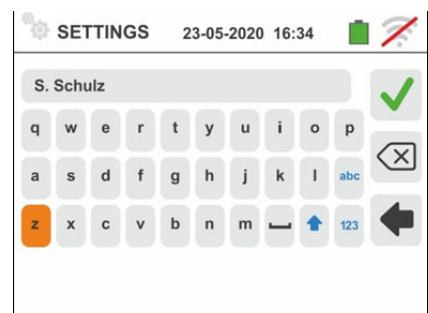 SETTINGS 23-05-2020 16:34
S. Schulz
q w e r t y u i o p
a s d f g h j k l abc
z x c v b n m 123